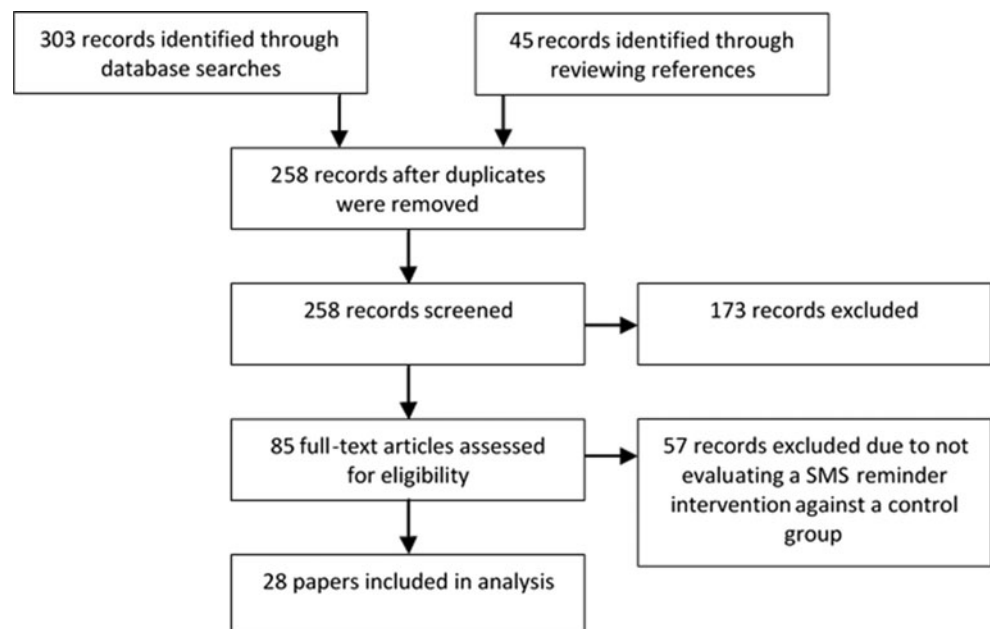 303 records identified through
database searches
45 records identified through
reviewing references
258 records after duplicates
were removed
258 records screened
173 records excluded
85 full-text articles assessed
for eligibility
57 records excluded due to not
evaluating a SMS reminder
intervention against a control
group
28 papers included in analysis